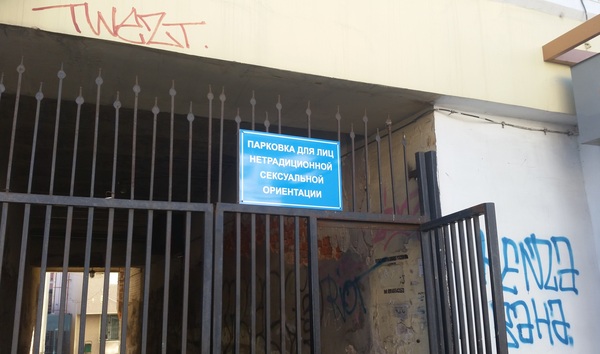 TWEZT.
ПАРКОВКА ДЛЯ ЛИЦ
НЕТРАДИЦИОННОЙ
СЕКСУАЛЬНОЙ
ОРИЕНТАЦИИ